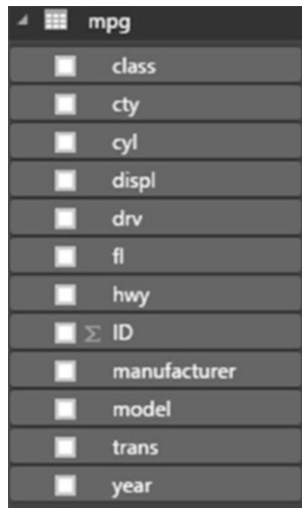 mpg
class
cty
cyl
displ
drv
fl
hwy
Σ ID
manufacturer
model
trans
year